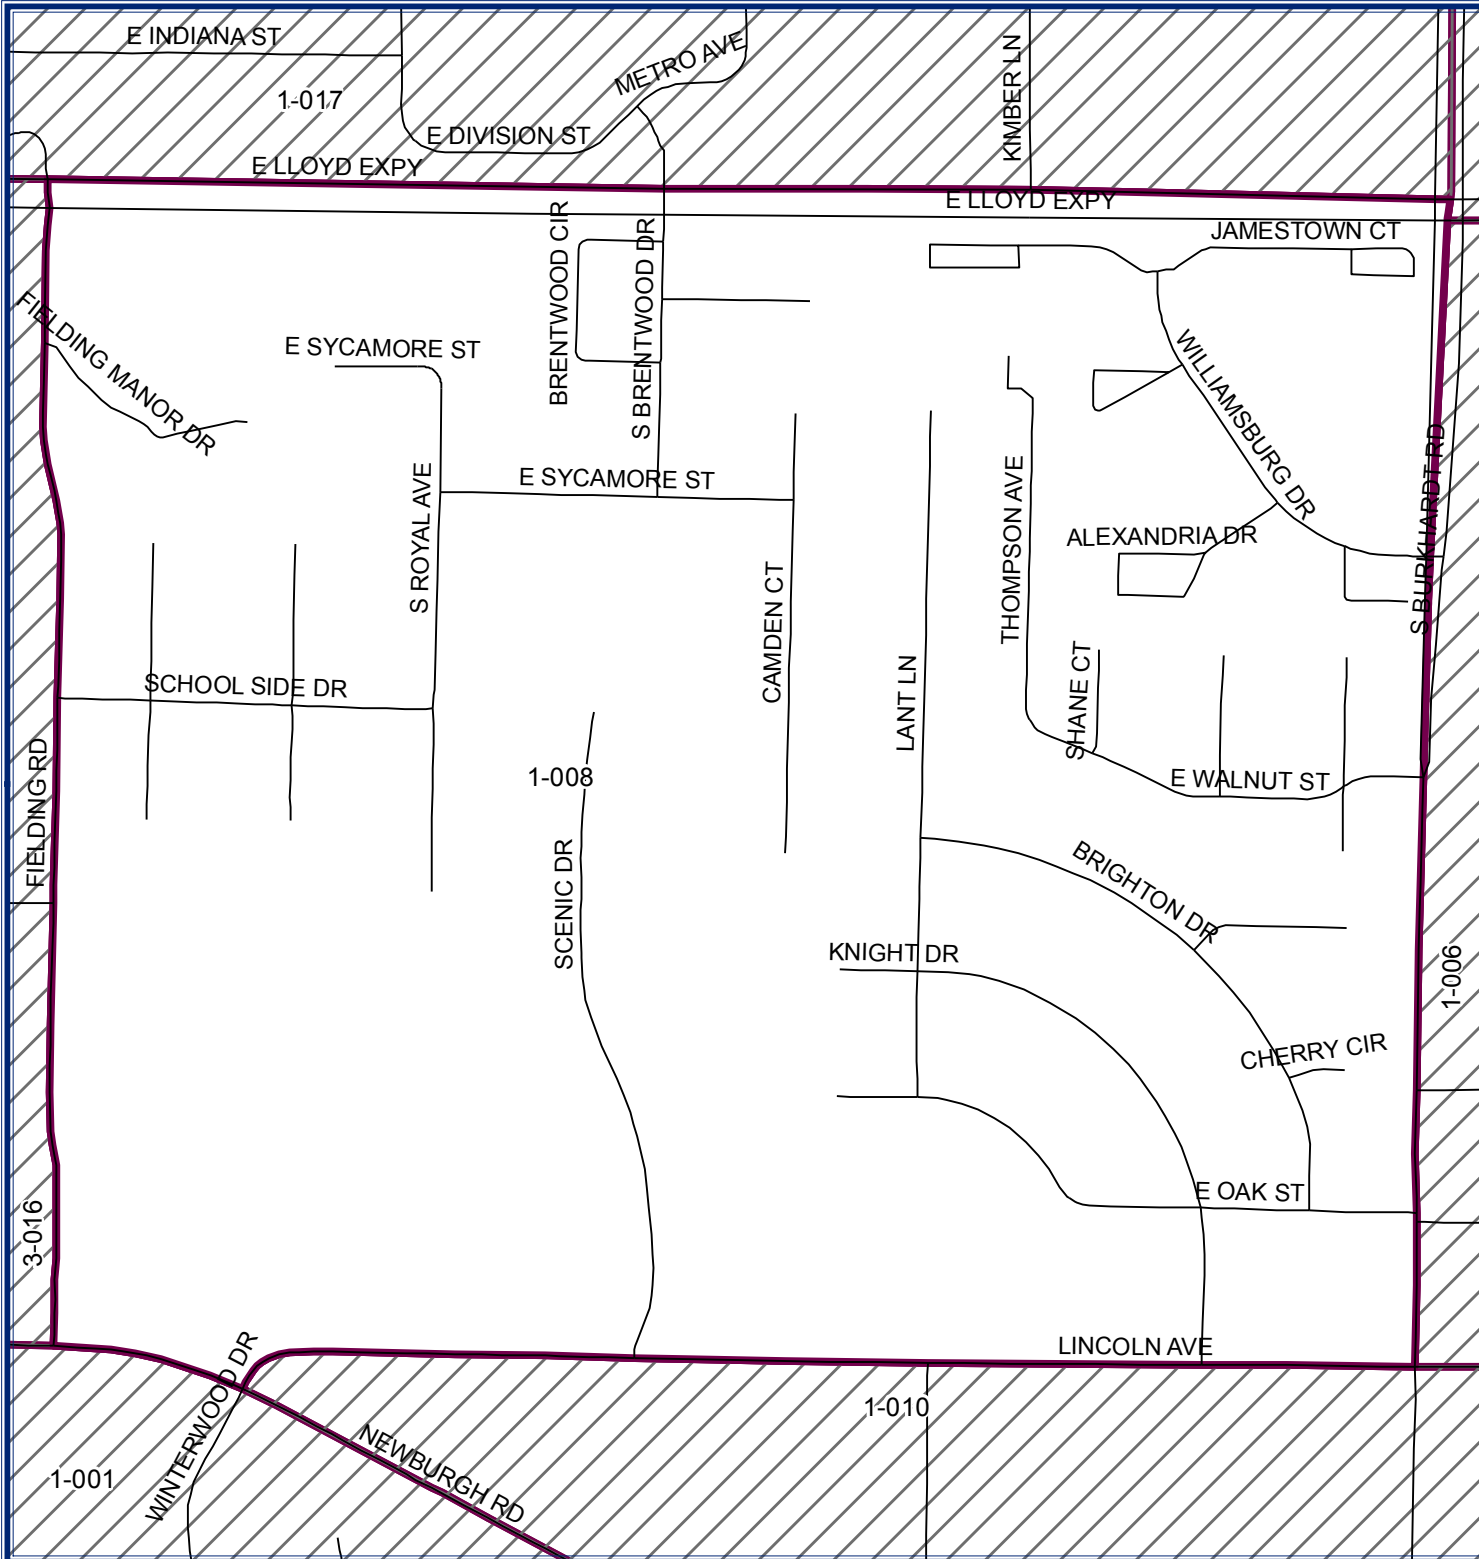 E INDIANA ST
METRO AVE
KIMBER LN
1-017
E DIVISION ST
E LLOYD EXPY
E LLOYD EXPY
JAMESTOWN CT
BRENTWOOD CIR
S BRENTWOOD DR
FIELDING MANOR DR
E SYCAMORE ST
WILLIAMSBURG DR
S BURKHARDT RD
S ROYAL AVE
E SYCAMORE ST
THOMPSON AVE
ALEXANDRIA DR
CAMDEN CT
LANT LN
SHANE CT
SCHOOL SIDE DR
FIELDING RD
1-008
E WALNUT ST
SCENIC DR
BRIGHTON DR
KNIGHT DR
1-006
CHERRY CIR
3-016
E OAK ST
LINCOLN AVE
WINTERWOOD DR
1-010
NEWBURGH RD
1-001